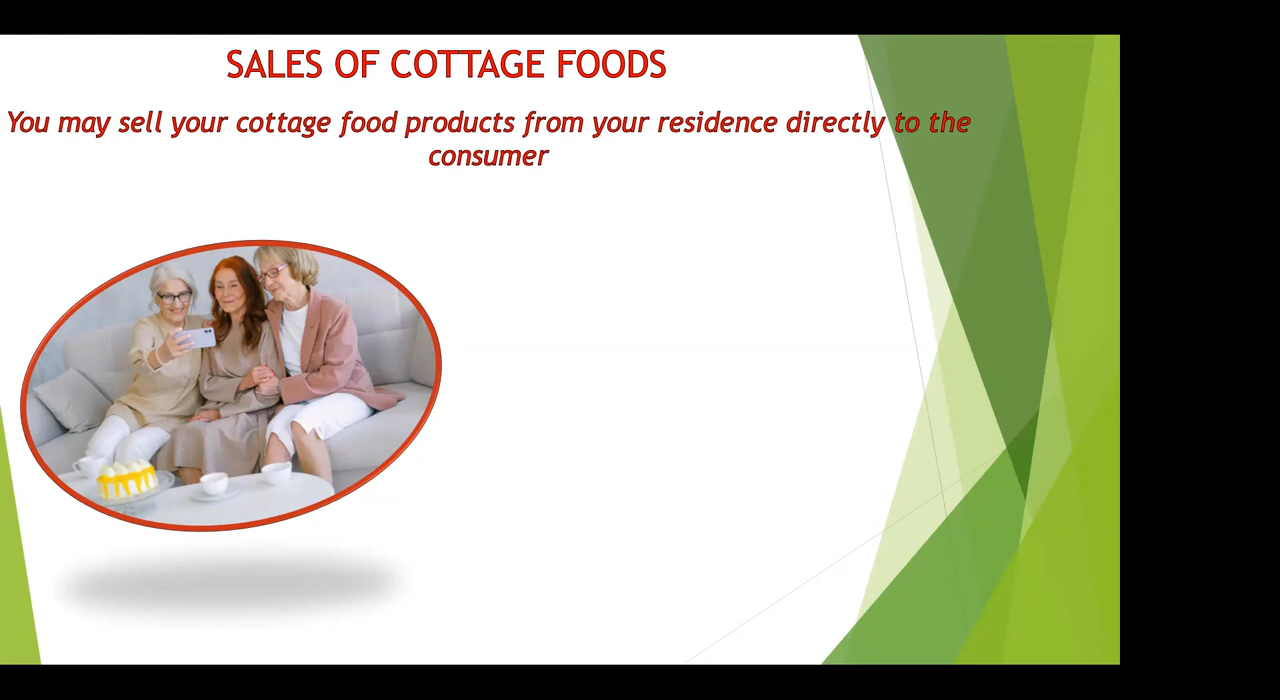 SALES OF COTTAGE FOODS
You may sell your cottage food products from your residence directly to the
consumer